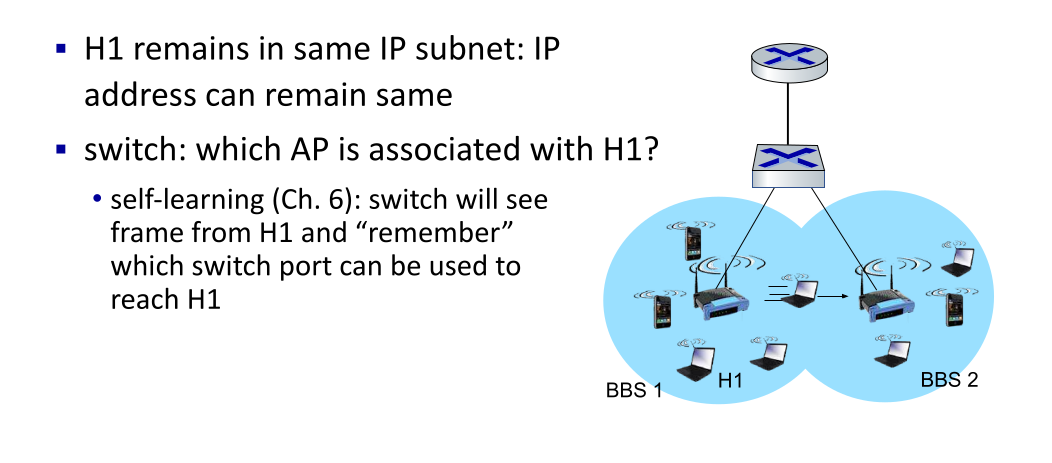 ▪ H1 remains in same IP subnet: IP
address can remain same
▪ switch: which AP is associated with H1?
• self-learning (Ch. 6): switch will see
frame from H1 and “remember”
which switch port can be used to
reach H1
H1
BBS 1
BBS 2